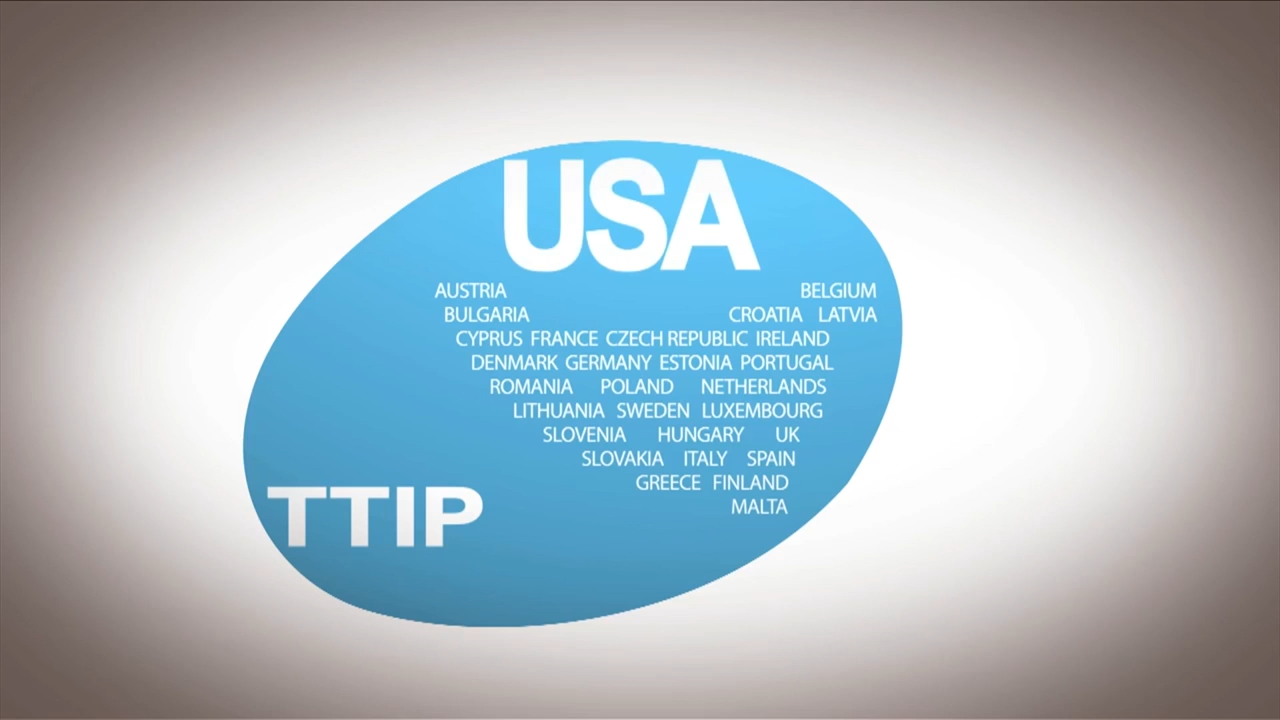 USA
AUSTRIA BELGIUM
BULGARIA CROATIA LATVIA
CYPRUS FRANCE CZECH REPUBLIC IRELAND
DENMARK GERMANY ESTONIA PORTUGAL
ROMANIA POLAND NETHERLANDS
LITHUANIA SWEDEN LUXEMBOURG
SLOVENIA HUNGARY UK
SLOVAKIA ITALY SPAIN
GREECE FINLAND
MALTA
TTIP